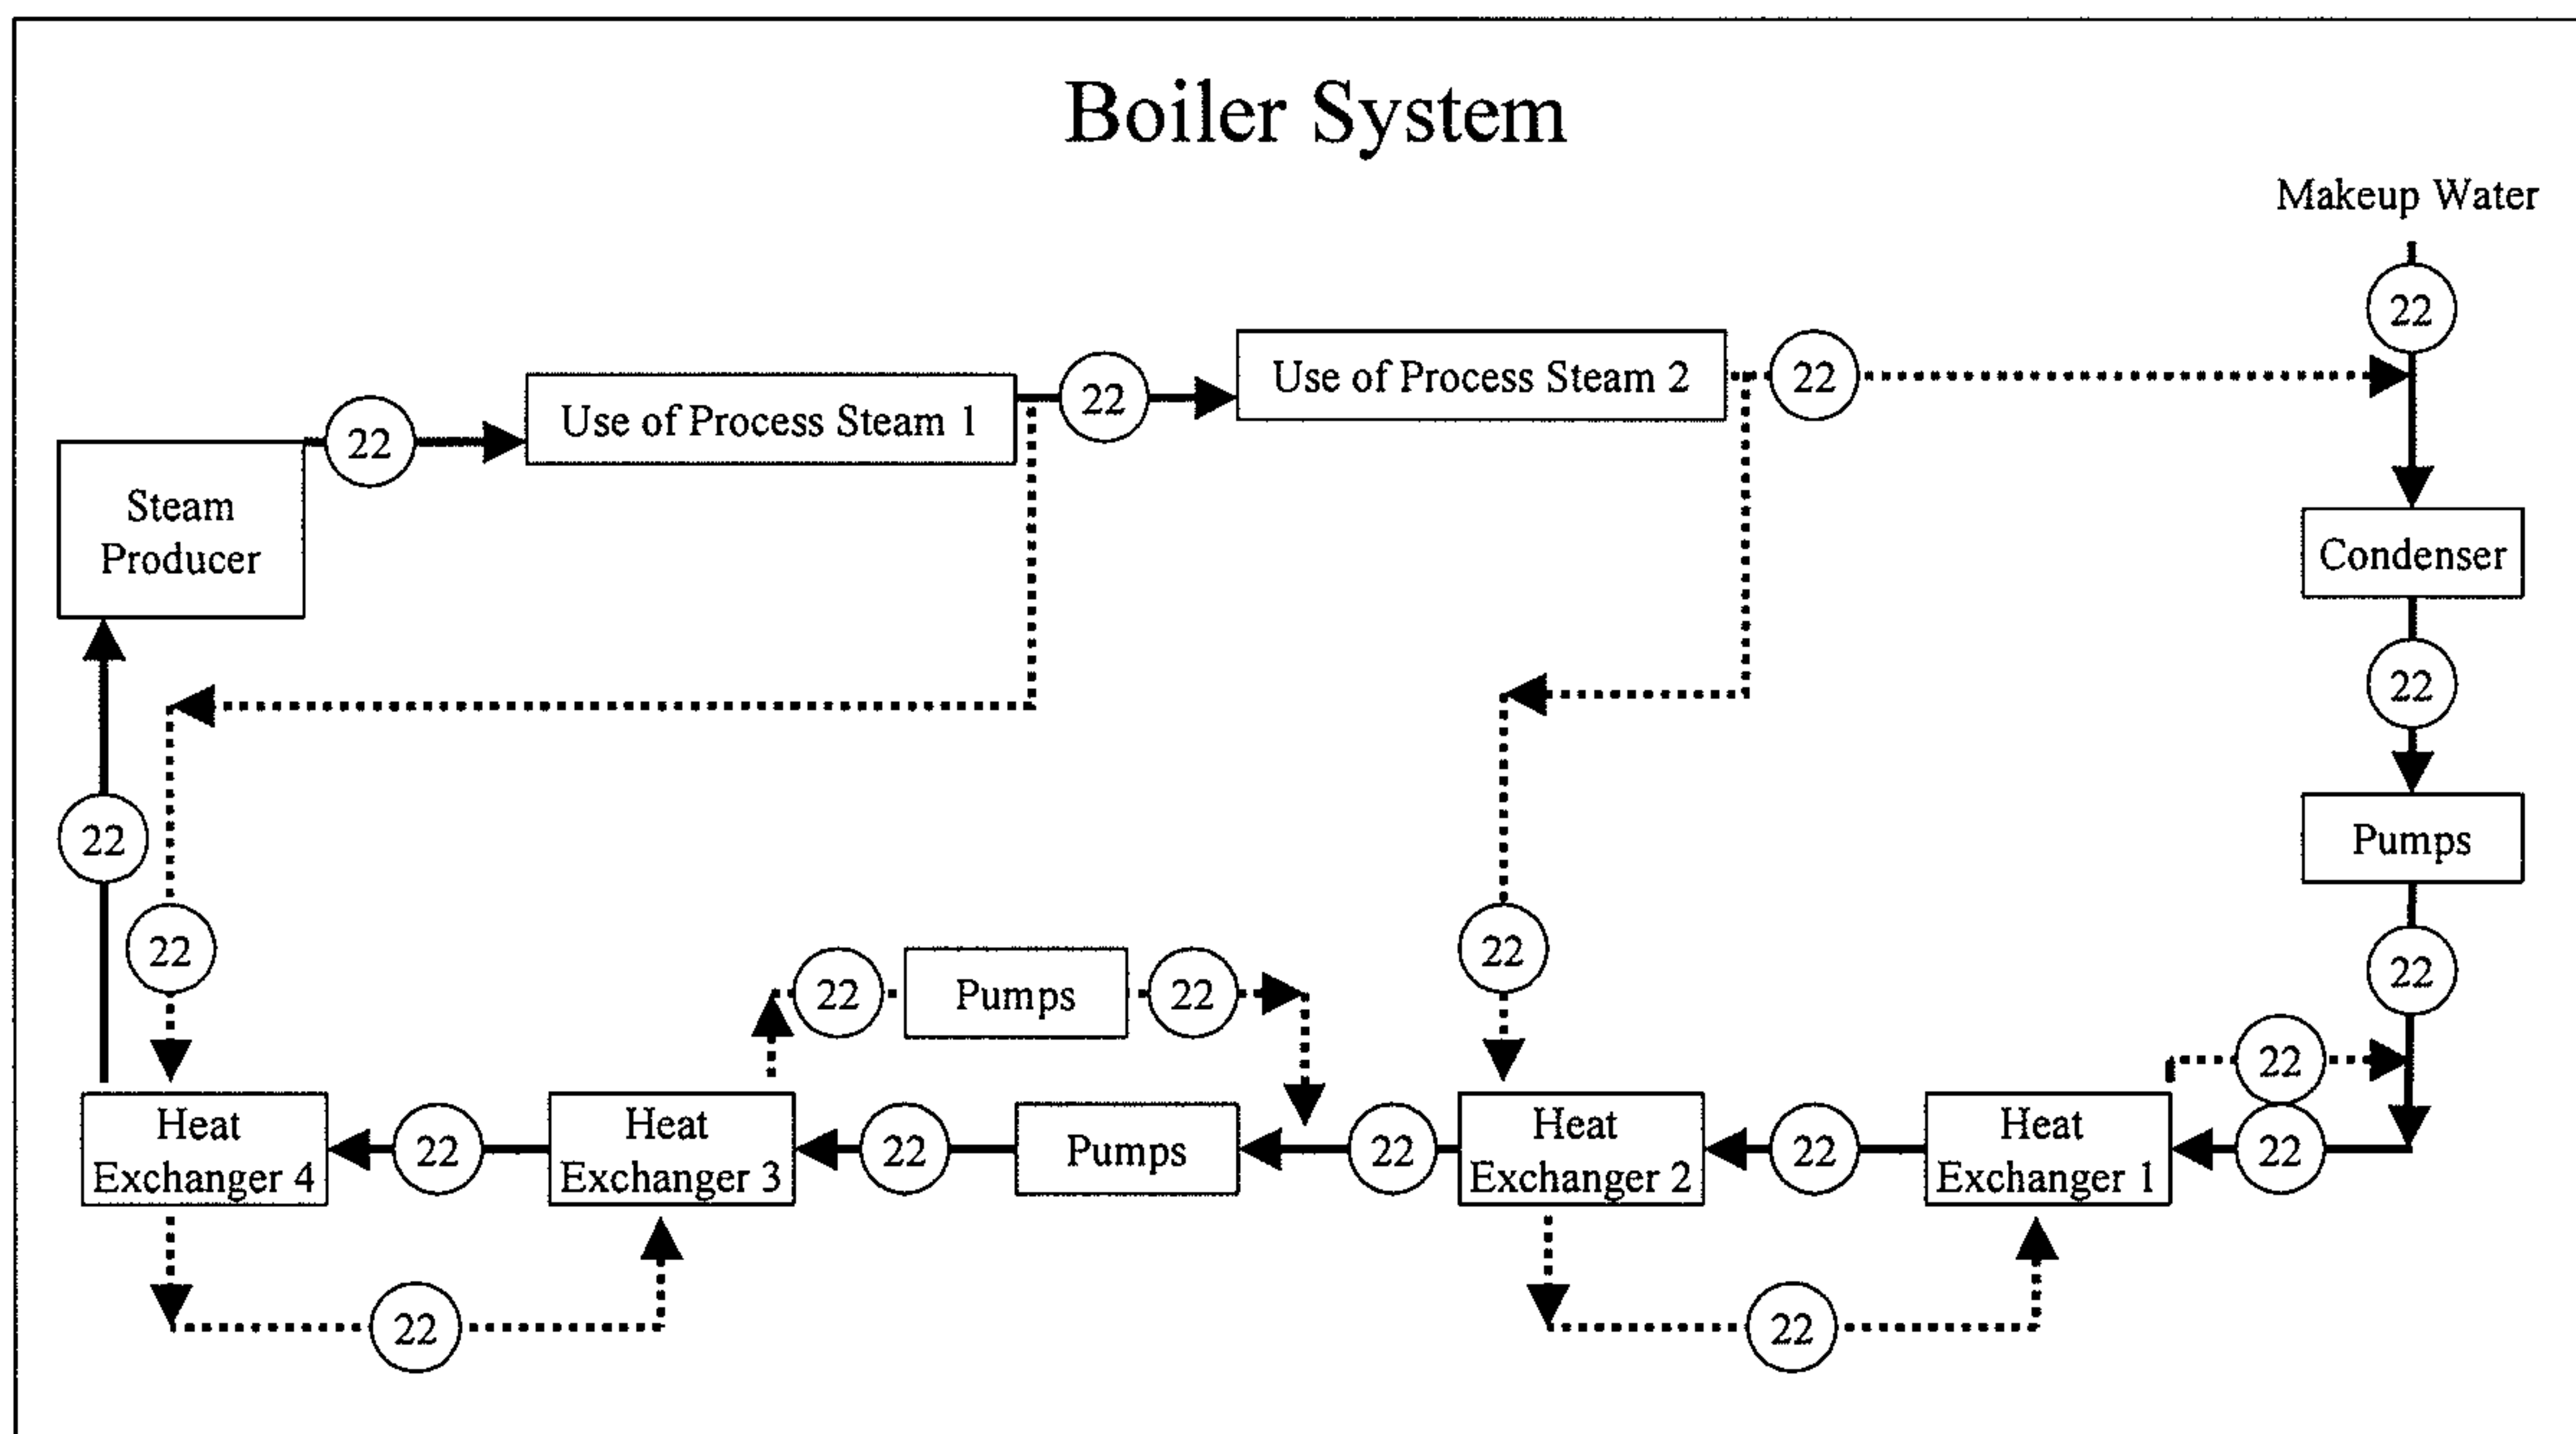 Boiler System
Makeup Water
22
Use of Process Steam 2
22
22
Use of Process Steam 1
22
22
Steam
Producer
Condenser
22
22
Pumps
22
22
22
22
Pumps
22
22
Heat
Exchanger 4
22
Heat
Exchanger 3
22
Pumps
22
Heat
Exchanger 2
22
Heat
Exchanger 1
22
22
22